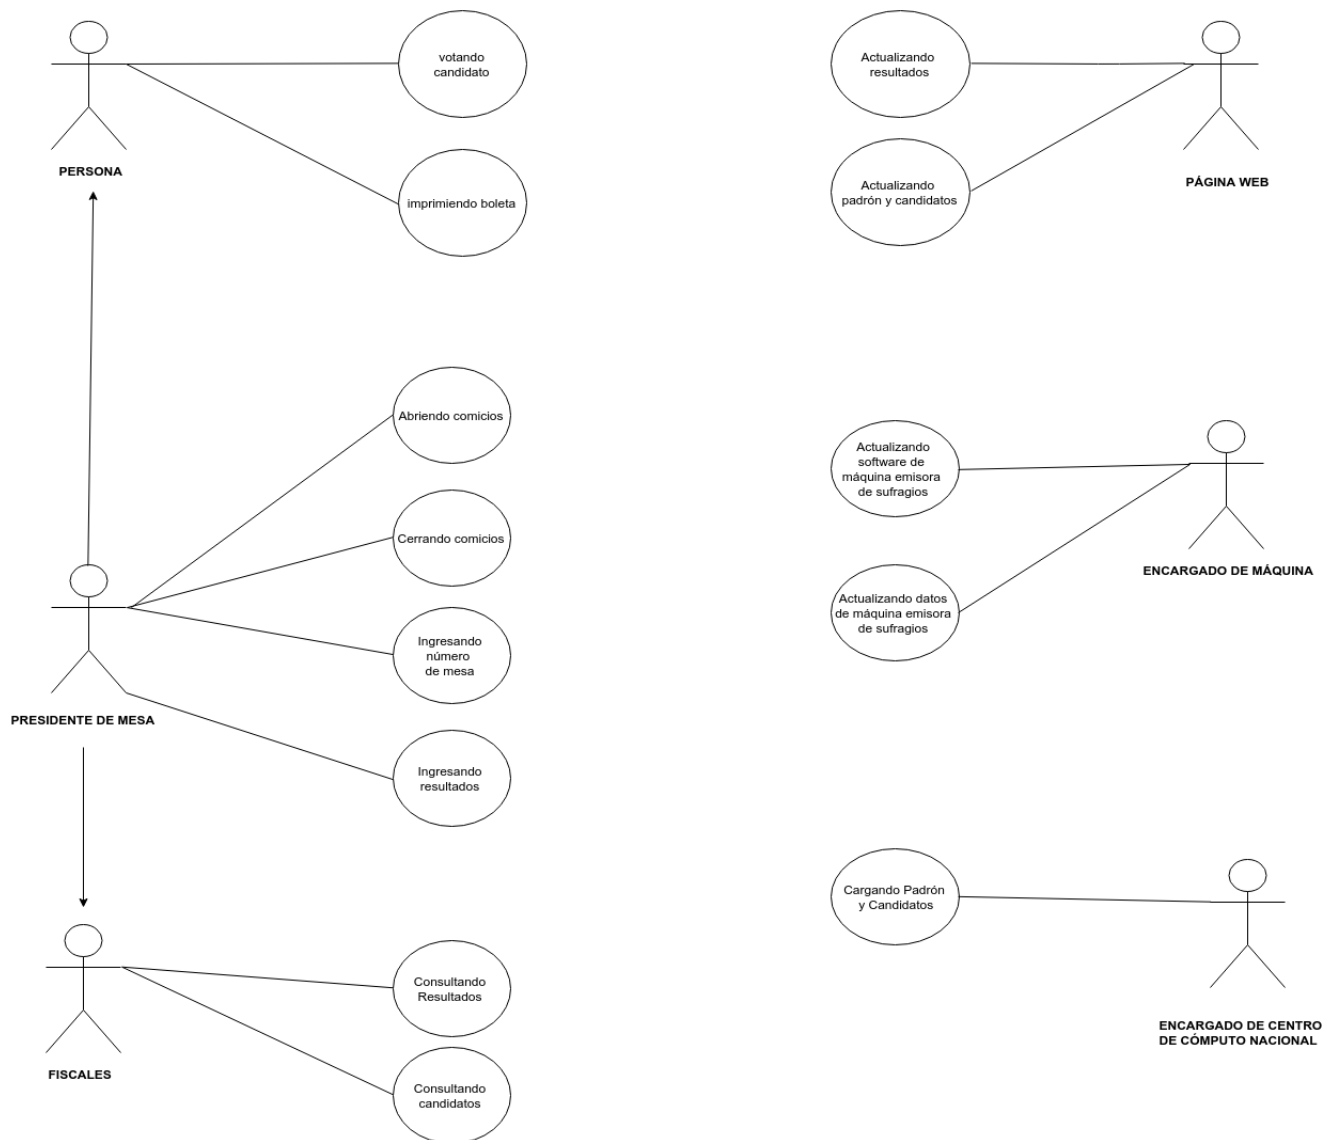 votando
candidato
imprimiendo boleta
PERSONA
Abriendo comicios
Cerrando comicios
Ingresando
número
de mesa
Ingresando
resultados
PRESIDENTE DE MESA
Consultando
Resultados
Consultando
candidatos
FISCALES
Actualizando
resultados
Actualizando
padrón y candidatos
PÁGINA WEB
Actualizando
software de
máquina emisora
de sufragios
Actualizando datos
de máquina emisora
de sufragios
ENCARGADO DE MÁQUINA
Cargando Padrón
y Candidatos
ENCARGADO DE CENTRO
DE CÓMPUTO NACIONAL